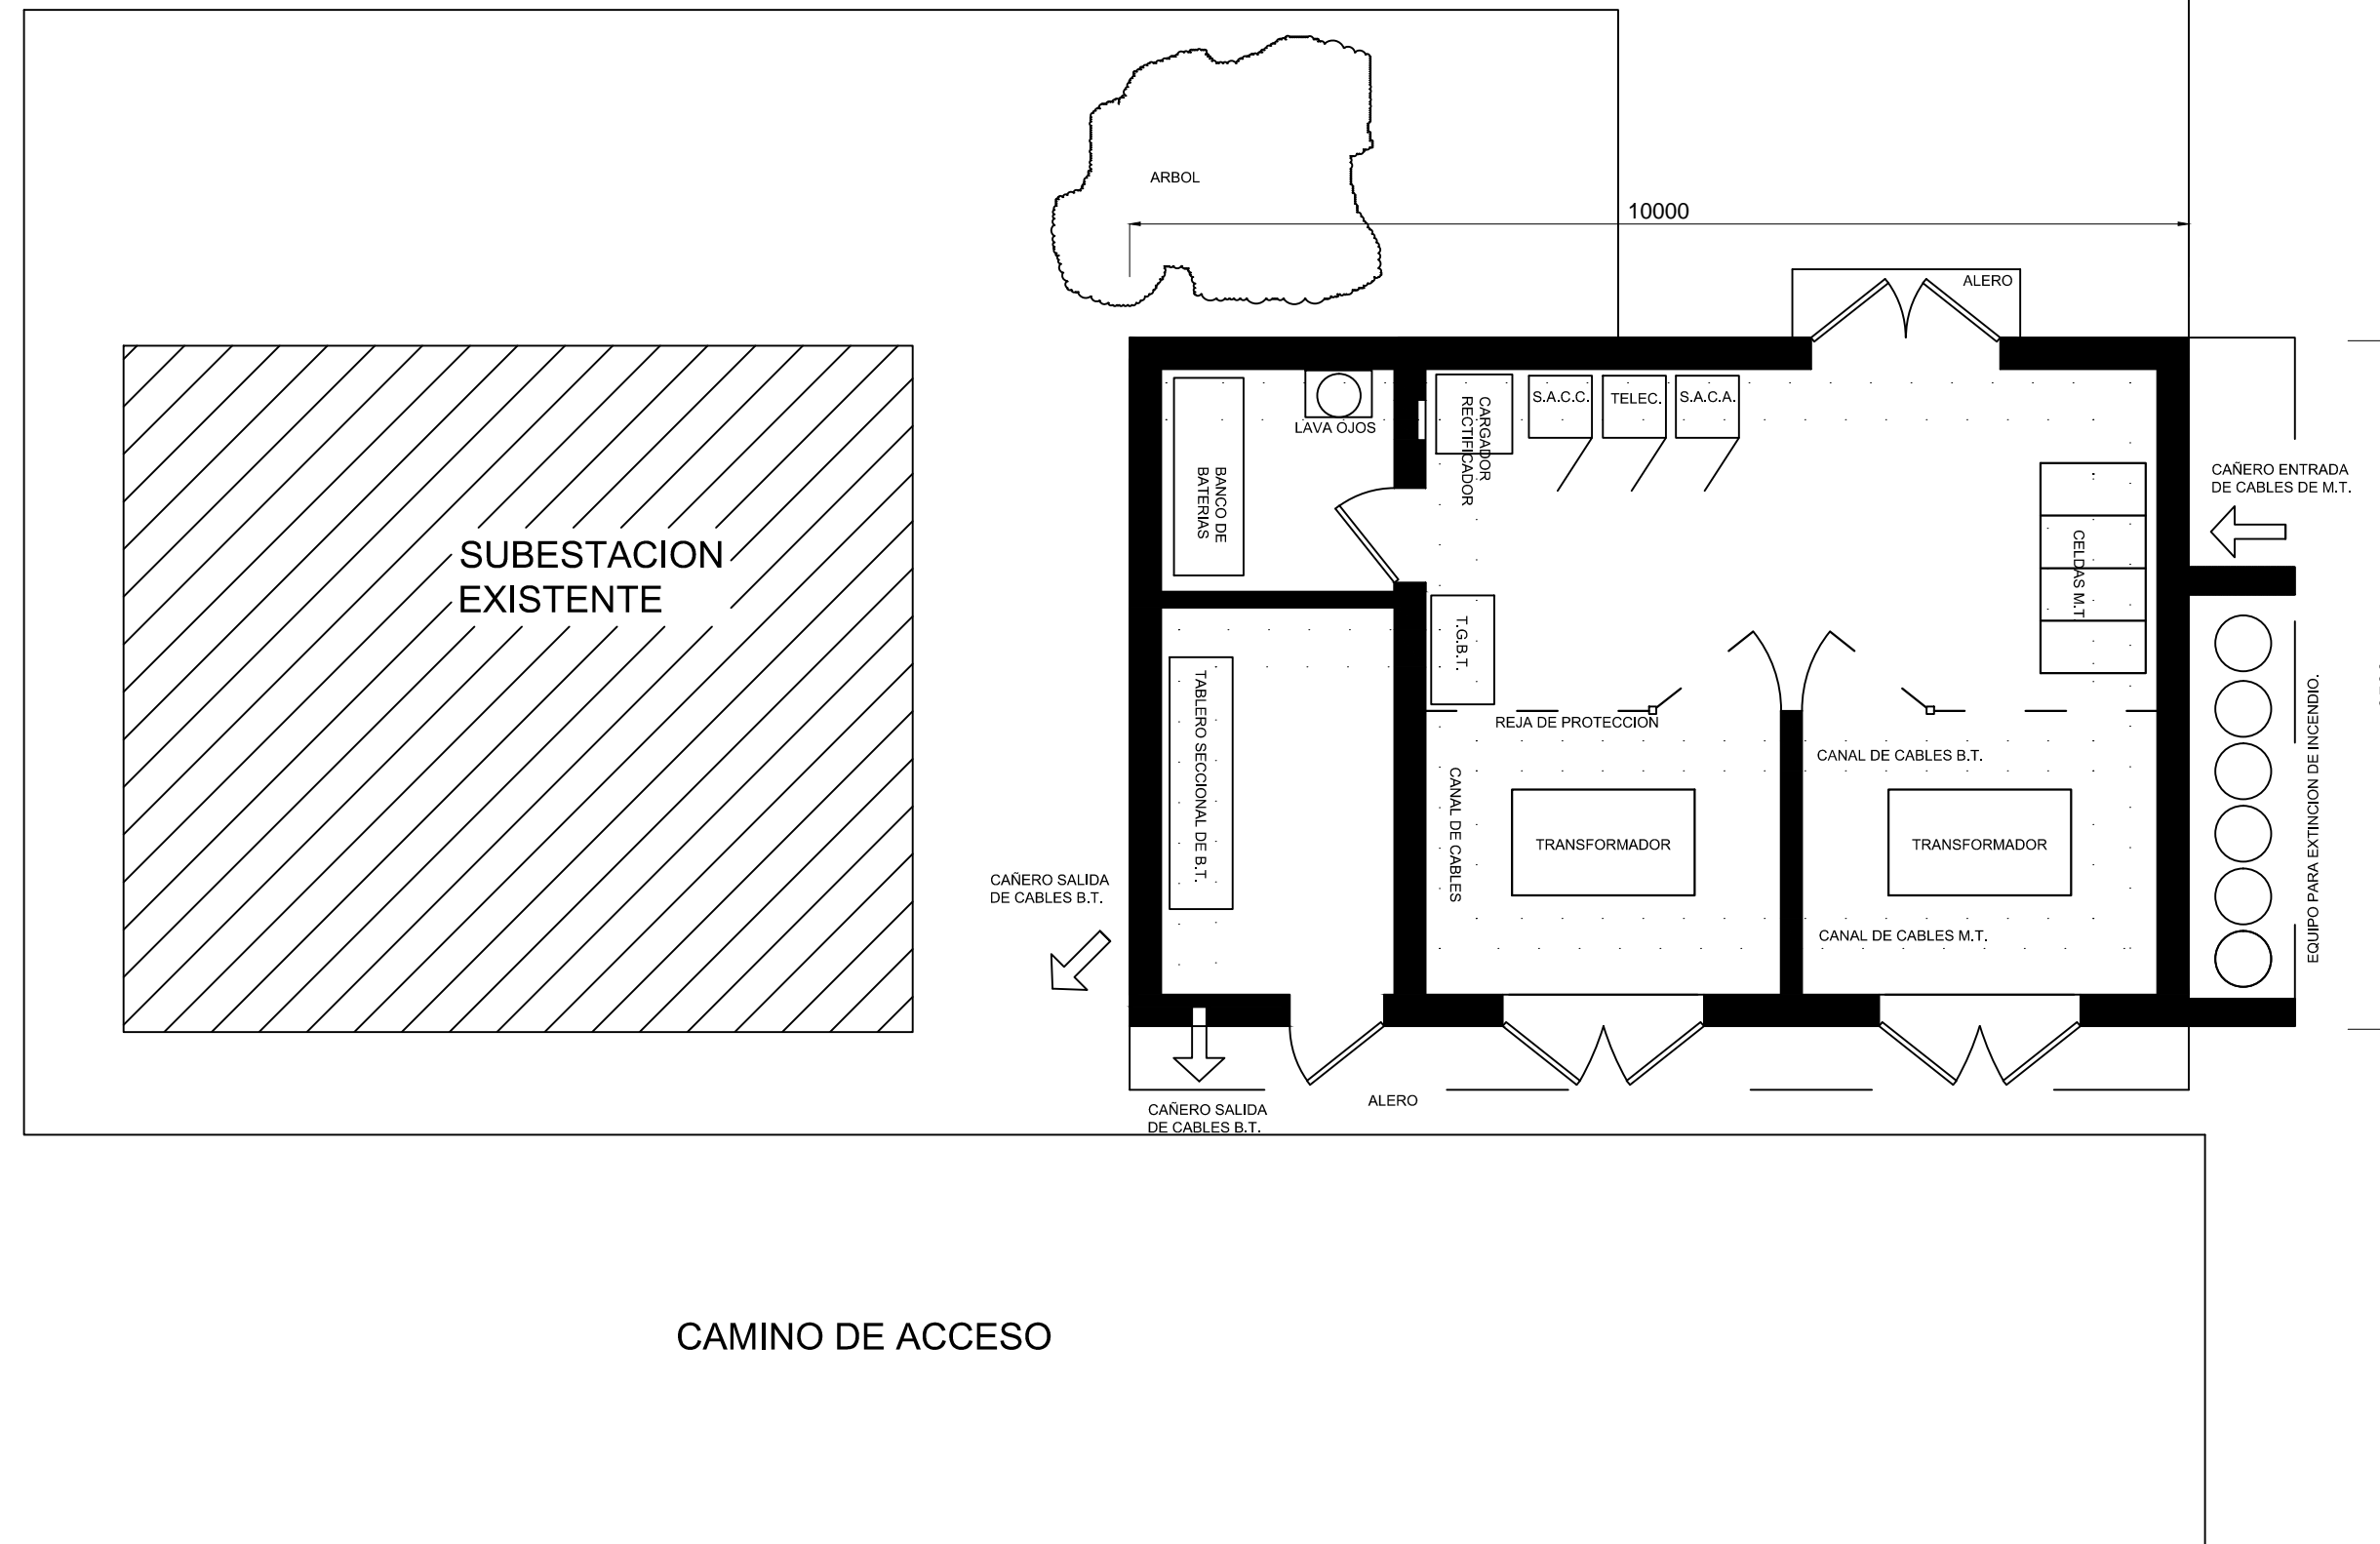 ARBOL
10000
ALERO
S.A.C.C.
TELEC.
S.A.C.A.
CARGADOR
RECTIFICADOR
LAVA OJOS
BANCO DE
BATERIAS
CAÑERO ENTRADA
DE CABLES DE M.T.
CELDAS M.T
SUBESTACION
EXISTENTE
T.G.B.T.
TABLERO SECCIONAL DE B.T.
REJA DE PROTECCION
CANAL DE CABLES B.T.
CANAL DE CABLES
TRANSFORMADOR
TRANSFORMADOR
EQUIPO PARA EXTINCION DE INCENDIO.
CAÑERO SALIDA
DE CABLES B.T.
CANAL DE CABLES M.T.
ALERO
CAÑERO SALIDA
DE CABLES B.T.
CAMINO DE ACCESO